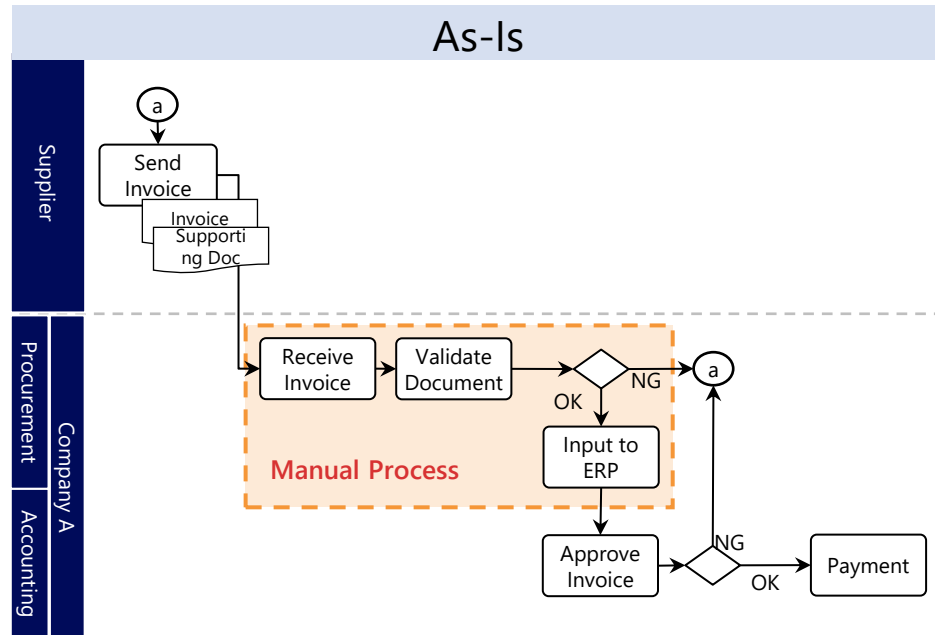 As-Is
Supplier
a
Send
Invoice
Invoice
Supporti
ng Doc
Procurement
Company A
Accounting
Receive
Invoice
Validate
Document
NG
a
OK
Input to
ERP
Manual Process
Approve
Invoice
NG
OK
Payment